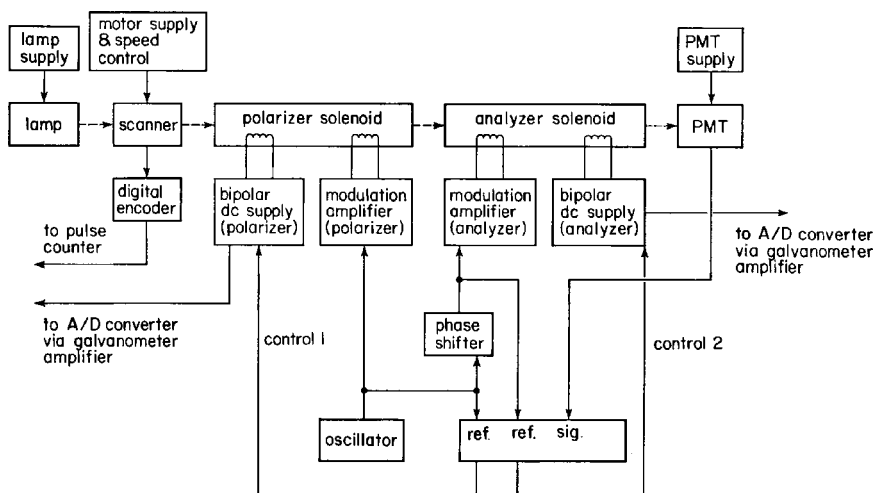 lamp
supply
motor supply
& speed
control
PMT
supply
lamp
scanner
polarizer solenoid
analyzer solenoid
PMT
digital
encoder
bipolar
dc supply
(polarizer)
modulation
amplifier
(polarizer)
modulation
amplifier
(analyzer)
bipolar
dc supply
(analyzer)
to pulse
counter
to A/D converter
via galvanometer
amplifier
to A/D converter
via galvanometer
amplifier
control 1
phase
shifter
control 2
oscillator
ref. ref. sig.